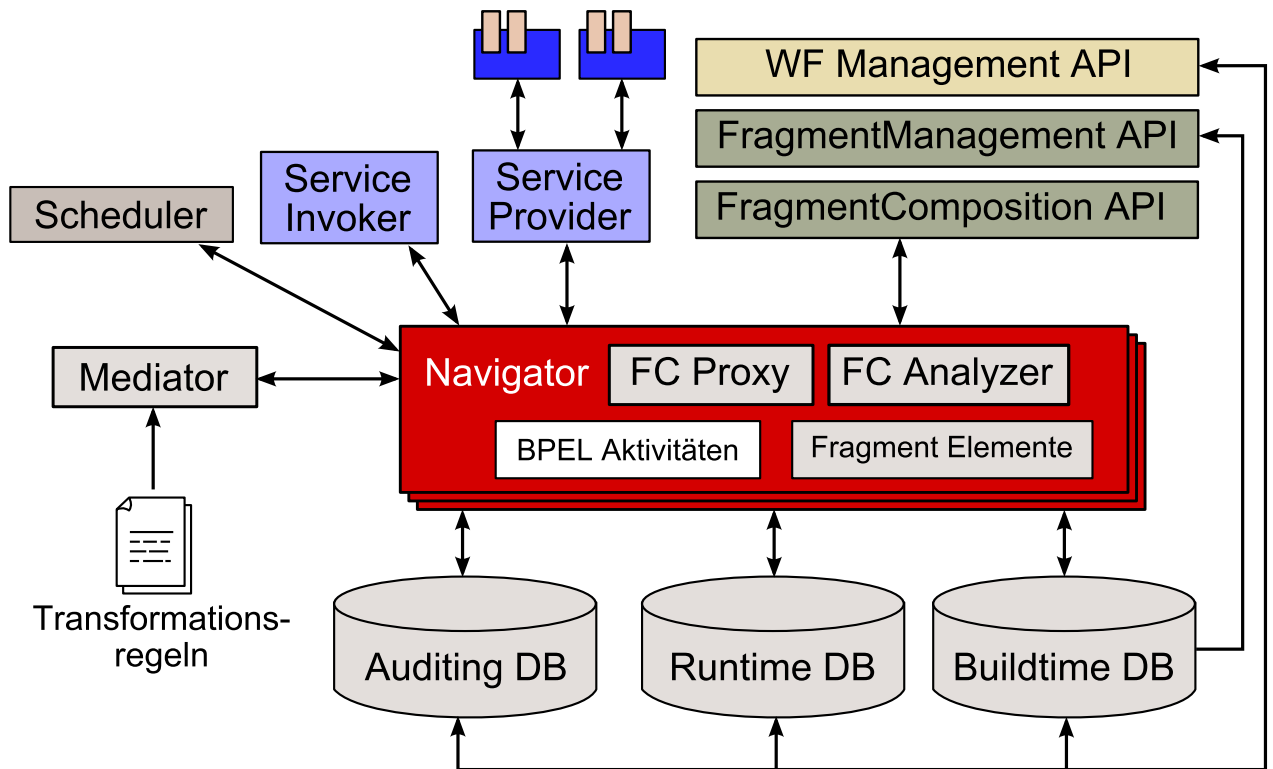 WF Management API
FragmentManagement API
FragmentComposition API
Service
Invoker
Service
Provider
Scheduler
Mediator
Navigator
FC Proxy
FC Analyzer
BPEL Aktivitäten
Fragment Elemente
Transformations-
regeln
Auditing DB
Runtime DB
Buildtime DB